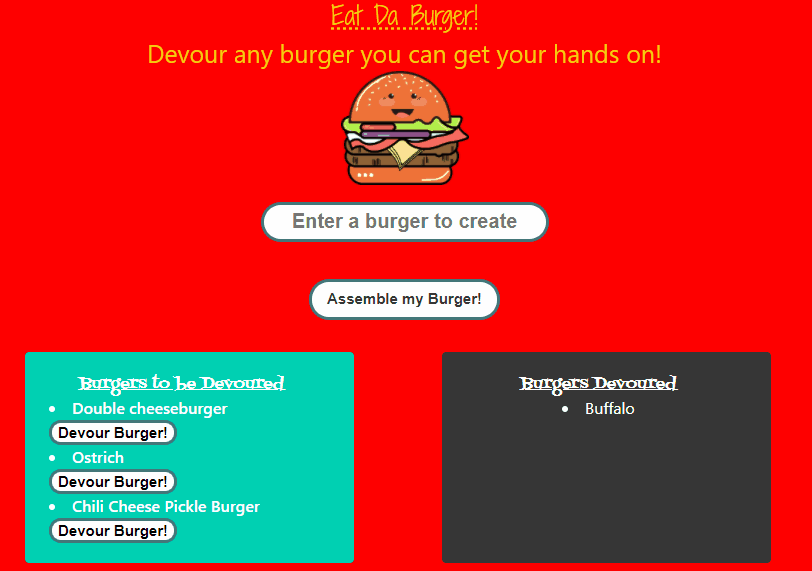 Eat Da Burger!
Devour any burger you can get your hands on!
Enter a burger to create
Assemble my Burger!
Burgers to be Devoured
Double cheeseburger
Devour Burger!
Ostrich
Devour Burger!
Chili Cheese Pickle Burger
Devour Burger!
Burgers Devoured
Buffalo